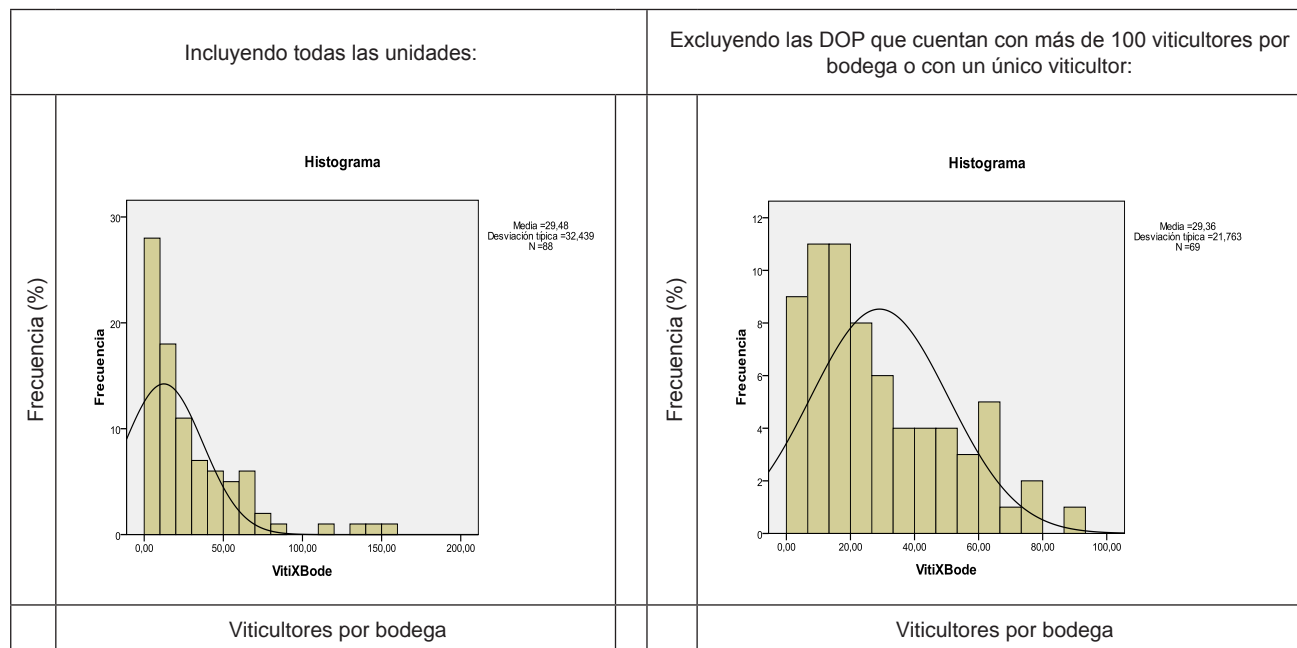 Incluyendo todas las unidades:
Excluyendo las DOP que cuentan con más de 100 viticultores por
bodega o con un único viticultor:
Frecuencia (%)
Histograma
Media =29,48
Desviación típica =32,439
N =88
Frecuencia
30
20
10
0
0,00 50,00 100,00 150,00 200,00
VitiXBode
Frecuencia (%)
Histograma
Media =29,36
Desviación típica =21,763
N =69
Frecuencia
12
10
8
6
4
2
0
0,00 20,00 40,00 60,00 80,00 100,00
VitiXBode
Viticultores por bodega
Viticultores por bodega